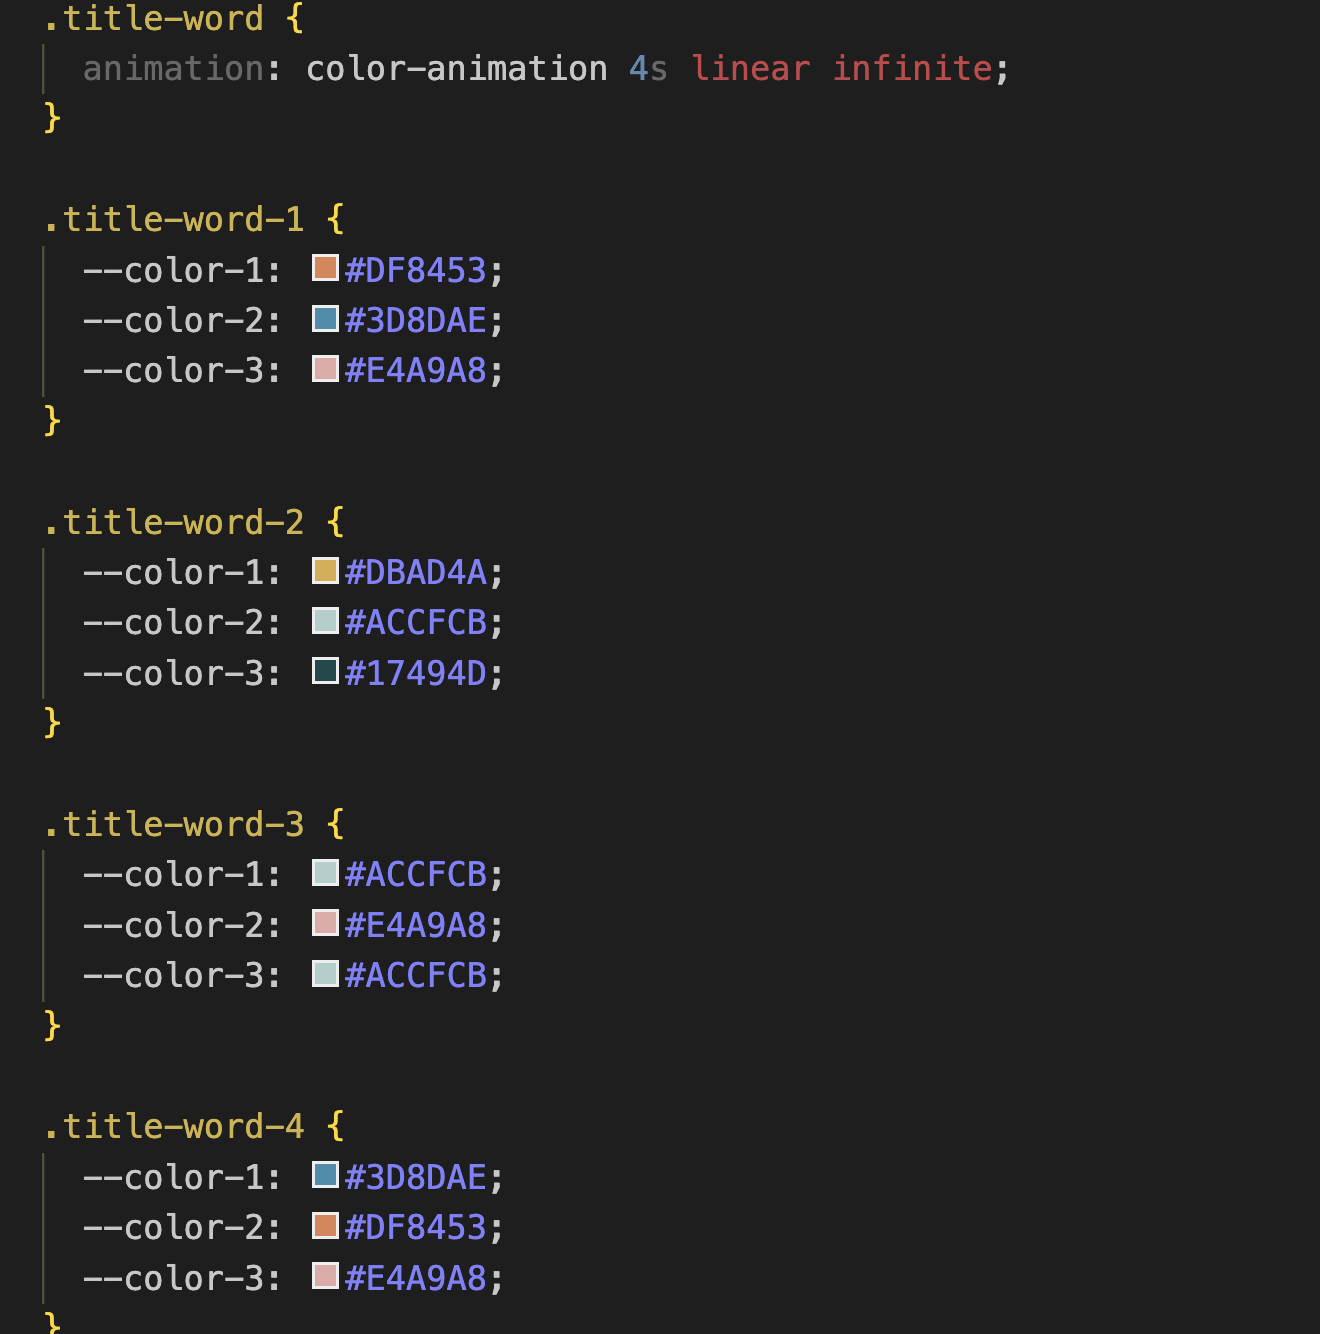 .title-word {
animation: color-animation 4s linear infinite;
}
.title-word-1 {
--color-1: #DF8453;
--color-2: #3D8DAE;
--color-3: #E4A9A8;
}
.title-word-2 {
--color-1: #DBAD4A;
--color-2: #ACCFCB;
--color-3: #17494D;
}
.title-word-3 {
--color-1: #ACCFCB;
--color-2: #E4A9A8;
--color-3: #ACCFCB;
}
.title-word-4 {
--color-1: #3D8DAE;
--color-2: #DF8453;
--color-3: #E4A9A8;
}